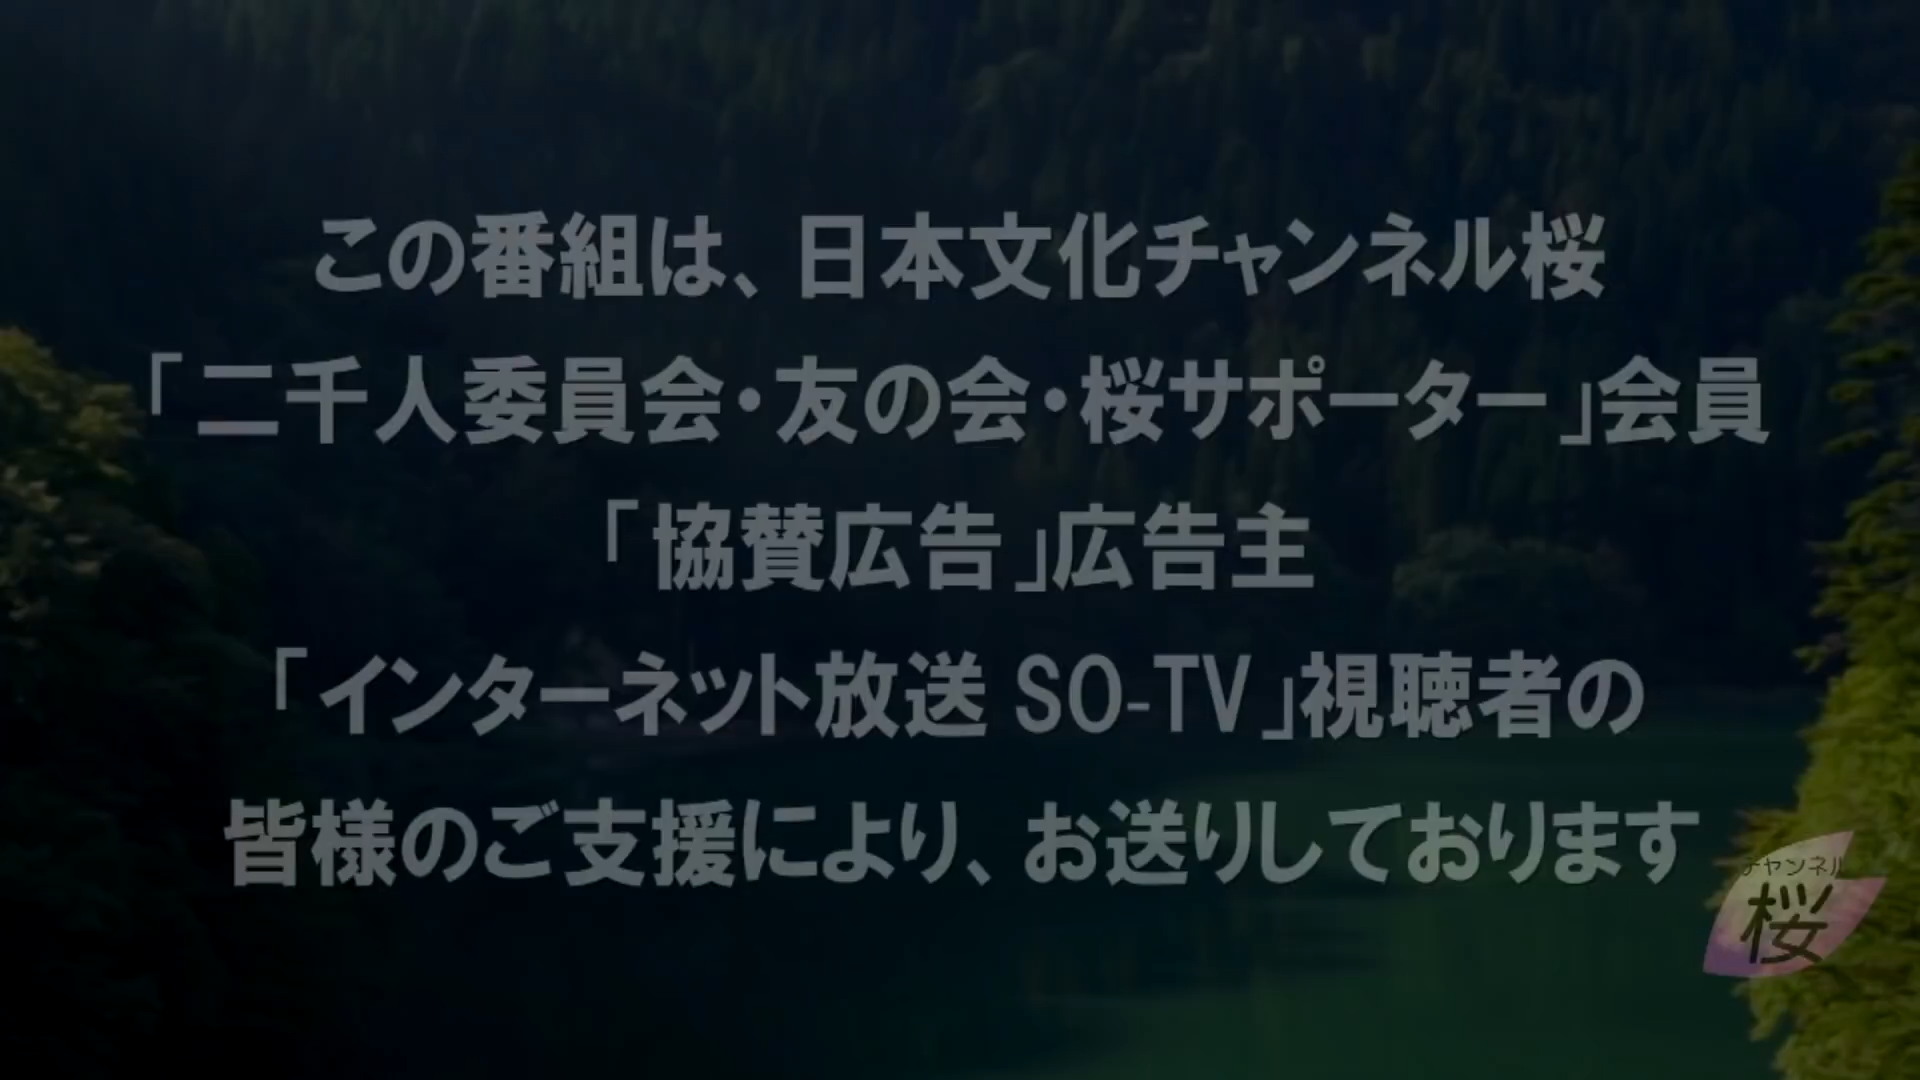 この番組は、日本文化チャンネル桜
「二千人委員会・友の会・桜サポーター」会員
「協賛広告」広告主
「インターネット放送 SO-TV」視聴者の
皆様のご支援により、お送りしております
チャンネル
桜